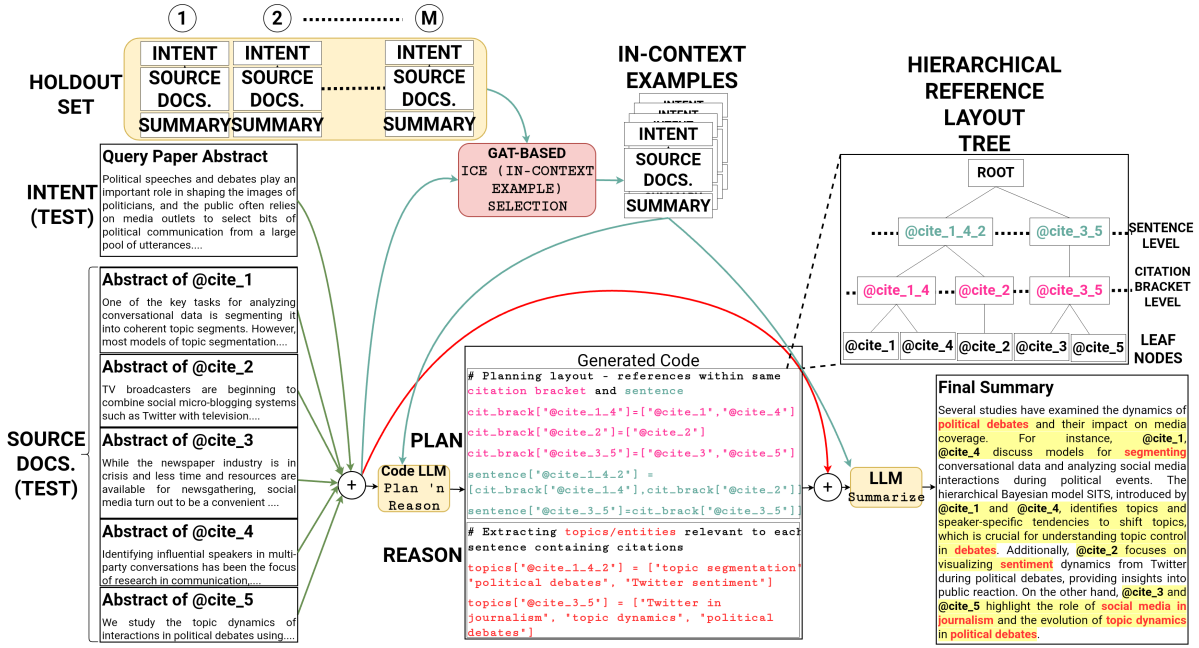 1
2
M
HOLDOUT
SET
INTENT
SOURCE
DOCS.
SUMMARY
INTENT
SOURCE
DOCS.
SUMMARY
INTENT
SOURCE
DOCS.
SUMMARY
GAT-BASED
ICE (IN-CONTEXT
EXAMPLE)
SELECTION
IN-CONTEXT
EXAMPLES
INTENT
INTENT
INTENT
SOURCE
DOCS.
SUMMARY
SUMMARY
HIERARCHICAL
REFERENCE
LAYOUT
TREE
ROOT
@cite_1_4_2
@cite_3_5
SENTENCE
LEVEL
@cite_1_4
@cite_2
@cite_3_5
CITATION
BRACKET
LEVEL
@cite_1
@cite_4
@cite_2
@cite_3
@cite_5
LEAF
NODES
INTENT
(TEST)
Query Paper Abstract
Political speeches and debates play an
important role in shaping the images of
politicians, and the public often relies
on media outlets to select bits of
political communication from a large
pool of utterances....
SOURCE
DOCS.
(TEST)
Abstract of @cite_1
One of the key tasks for analyzing
conversational data is segmenting it
into coherent topic segments. However,
most models of topic segmentation....
Abstract of @cite_2
TV broadcasters are beginning to
combine social micro-blogging systems
such as Twitter with television....
Abstract of @cite_3
While the newspaper industry is in
crisis and less time and resources are
available for newsgathering, social
media turn out to be a convenient ....
Abstract of @cite_4
Identifying influential speakers in multi-
party conversations has been the focus
of research in communication,....
Abstract of @cite_5
We study the topic dynamics of
interactions in political debates using....
+
Code LLM
Plan 'n
Reason
PLAN
REASON
Generated Code
# Planning layout - references within same
citation bracket and sentence
cit_brack["@cite_1_4"]=["@cite_1","@cite_4"]
cit_brack["@cite_2"]=["@cite_2"]
cit_brack["@cite_3_5"]=["@cite_3","@cite_5"]
sentence["@cite_1_4_2"] =
[cit_brack["@cite_1_4"],cit_brack["@cite_2"]]
sentence["@cite_3_5"]=cit_brack["@cite_3_5"]]
# Extracting topics/entities relevant to each
sentence containing citations
topics["@cite_1_4_2"] = ["topic segmentation"
"political debates", "Twitter sentiment"]
topics["@cite_3_5"] = ["Twitter in
journalism", "topic dynamics", "political
debates"]
+
LLM
Summarize
Final Summary
Several studies have examined the dynamics of
political debates and their impact on media
coverage. For instance, @cite_1,
@cite_4 discuss models for segmenting
conversational data and analyzing social media
interactions during political events. The
hierarchical Bayesian model SITS, introduced by
@cite_1 and @cite_4, identifies topics and
speaker-specific tendencies to shift topics,
which is crucial for understanding topic control
in debates. Additionally, @cite_2 focuses on
visualizing sentiment dynamics from Twitter
during political debates, providing insights into
public reaction. On the other hand, @cite_3 and
@cite_5 highlight the role of social media in
journalism and the evolution of topic dynamics
in political debates.